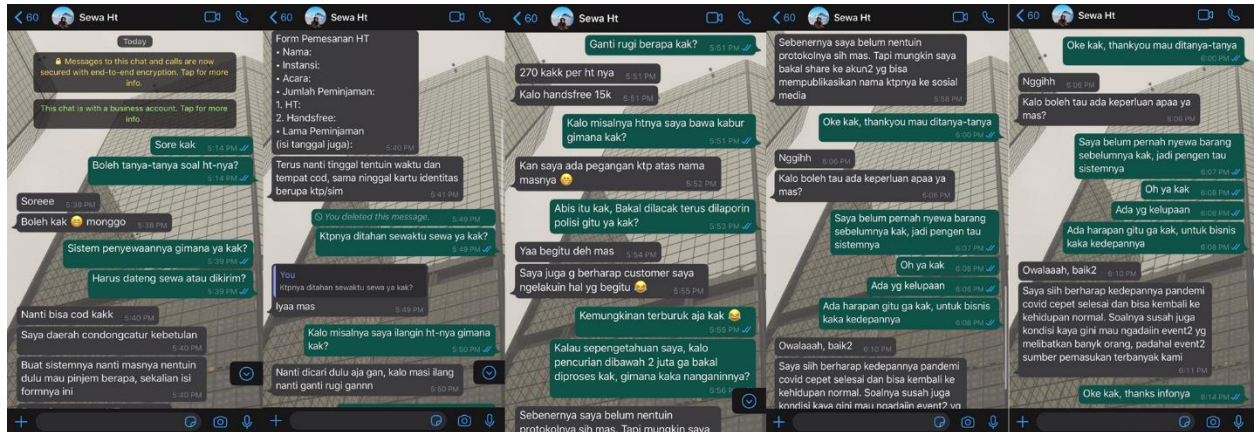 60 Sewa Ht
Today
Messages to this chat and calls are now
secured with end-to-end encryption. Tap for more
info.
This chat is with a business account. Tap for more
info.
Sore kak 5:14 PM
Boleh tanya-tanya soal ht-nya?
5:14 PM
Soreee 5:38 PM
Boleh kak 😄 monggo 5:38 PM
Sistem penyewaannya gimana ya kak?
5:39 PM
Harus dateng sewa atau dikirim?
5:39 PM
Nanti bisa cod kakk 5:40 PM
Saya daerah condongcatur kebetulan
5:40 PM
Buat sistemnya nanti masnya nentuin
dulu mau pinjem berapa, sekalian isi
formnya ini 5:40 PM
60 Sewa Ht
Form Pemesanan HT
• Nama:
• Instansi:
• Acara:
• Jumlah Peminjaman:
1. HT:
2. Handsfree:
• Lama Peminjaman
(isi tanggal juga): 5:40 PM
Terus nanti tinggal tentuin waktu dan
tempat cod, sama ninggal kartu identitas
berupa ktp/sim 5:41 PM
You deleted this message. 5:49 PM
Ktpnya ditahan sewaktu sewa ya kak?
5:49 PM
You
Ktpnya ditahan sewaktu sewa ya kak?
Iyaa mas 5:49 PM
Kalo misalnya saya ilangin ht-nya gimana
kak? 5:50 PM
Nanti dicari dulu aja gan, kalo masi ilang
nanti ganti rugi gannn 5:50 PM
60 Sewa Ht
Ganti rugi berapa kak? 5:51 PM
270 kakk per ht nya 5:51 PM
Kalo handsfree 15k 5:51 PM
Kalo misalnya htnya saya bawa kabur
gimana kak? 5:51 PM
Kan saya ada pegangan ktp atas nama
masnya 😄 5:52 PM
Abis itu kak, Bakal dilacak terus dilaporin
polisi gitu ya kak? 5:53 PM
Yaa begitu deh mas 5:54 PM
Saya juga g berharap customer saya
ngelakuin hal yg begitu 😂 5:55 PM
Kemungkinan terburuk aja kak 😂
5:55 PM
Kalau sepengetahuan saya, kalo
pencurian dibawah 2 juta ga bakal
diproses kak, gimana kaka nanganinnya?
5:56 PM
Sebenernya saya belum nentuin
protokolnya sih mas. Tapi mungkin saya
60 Sewa Ht
Sebenernya saya belum nentuin
protokolnya sih mas. Tapi mungkin saya
bakal share ke akun2 yg bisa
mempublikasikan nama ktpnya ke sosial
media 5:58 PM
Oke kak, thankyou mau ditanya-tanya
6:00 PM
Nggihh 6:06 PM
Kalo boleh tau ada keperluan apaa ya
mas? 6:06 PM
Saya belum pernah nyewa barang
sebelumnya kak, jadi pengen tau
sistemnya 6:07 PM
Oh ya kak 6:08 PM
Ada yg kelupaan 6:08 PM
Ada harapan gitu ga kak, untuk bisnis
kaka kedepannya 6:08 PM
Owalaaah, baik2 6:10 PM
Saya siih berharap kedepannya pandemi
covid cepet selesai dan bisa kembali ke
kehidupan normal. Soalnya susah juga
kondisi kaya gini mau ngadaiin event2 yg
60 Sewa Ht
Oke kak, thankyou mau ditanya-tanya
6:00 PM
Nggihh 6:06 PM
Kalo boleh tau ada keperluan apaa ya
mas? 6:06 PM
Saya belum pernah nyewa barang
sebelumnya kak, jadi pengen tau
sistemnya 6:07 PM
Oh ya kak 6:08 PM
Ada yg kelupaan 6:08 PM
Ada harapan gitu ga kak, untuk bisnis
kaka kedepannya 6:08 PM
Owalaaah, baik2 6:10 PM
Saya siih berharap kedepannya pandemi
covid cepet selesai dan bisa kembali ke
kehidupan normal. Soalnya susah juga
kondisi kaya gini mau ngadaiin event2 yg
melibatkan banyk orang, padahal event2
sumber pemasukan terbanyak kami
6:11 PM
Oke kak, thanks infonya 6:14 PM